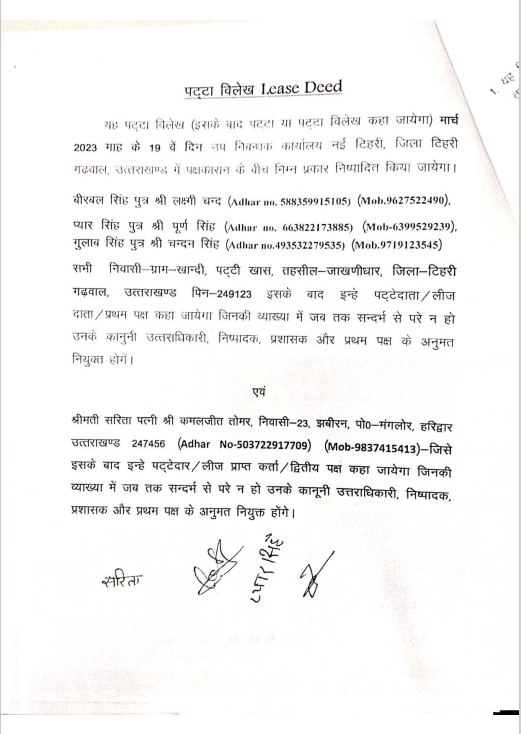 पट्टा विलेख Lease Deed
यह पट्टा विलेख (इसके बाद पट्टा या पट्टा विलेख कहा जायेगा) मार्च
2023 माह के 19 वें दिन उप निबन्धक कार्यालय नई टिहरी, जिला टिहरी
गढवाल, उत्तराखण्ड में पक्षकारान के बीच निम्न प्रकार निष्पादित किया जायेगा।
वीरबल सिंह पुत्र श्री लक्ष्मी चन्द (Adhar no. 588359915105) (Mob.9627522490),
प्यार सिंह पुत्र श्री पूर्ण सिंह (Adhar no. 663822173885) (Mob-6399529239),
गुलाब सिंह पुत्र श्री चन्दन सिंह (Adhar no.493532279535) (Mob.9719123545)
सभी निवासी–ग्राम–खान्दी, पट्टी खास, तहसील–जाखणीधार, जिला–टिहरी
गढ़वाल, उत्तराखण्ड पिन–249123 इसके बाद इन्हे पट्टेदाता/लीज
दाता/प्रथम पक्ष कहा जायेगा जिनकी व्याख्या में जब तक सन्दर्भ से परे न हो
उनके कानुनी उत्तराधिकारी, निष्पादक, प्रशासक और प्रथम पक्ष के अनुमत
नियुक्त होगें।
एवं
श्रीमती सरिता पत्नी श्री कमलजीत तोमर, निवासी–23, झबीरन, पो0–मंगलोर, हरिद्वार
उत्तराखण्ड 247456 (Adhar No-503722917709) (Mob-9837415413)–जिसे
इसके बाद इन्हे पट्टेदार/लीज प्राप्त कर्ता/द्वितीय पक्ष कहा जायेगा जिनकी
व्याख्या में जब तक सन्दर्भ से परे न हो उनके कानूनी उत्तराधिकारी, निष्पादक,
प्रशासक और प्रथम पक्ष के अनुमत नियुक्त होंगे।
सरिता
प्यार सिंह
1. यह